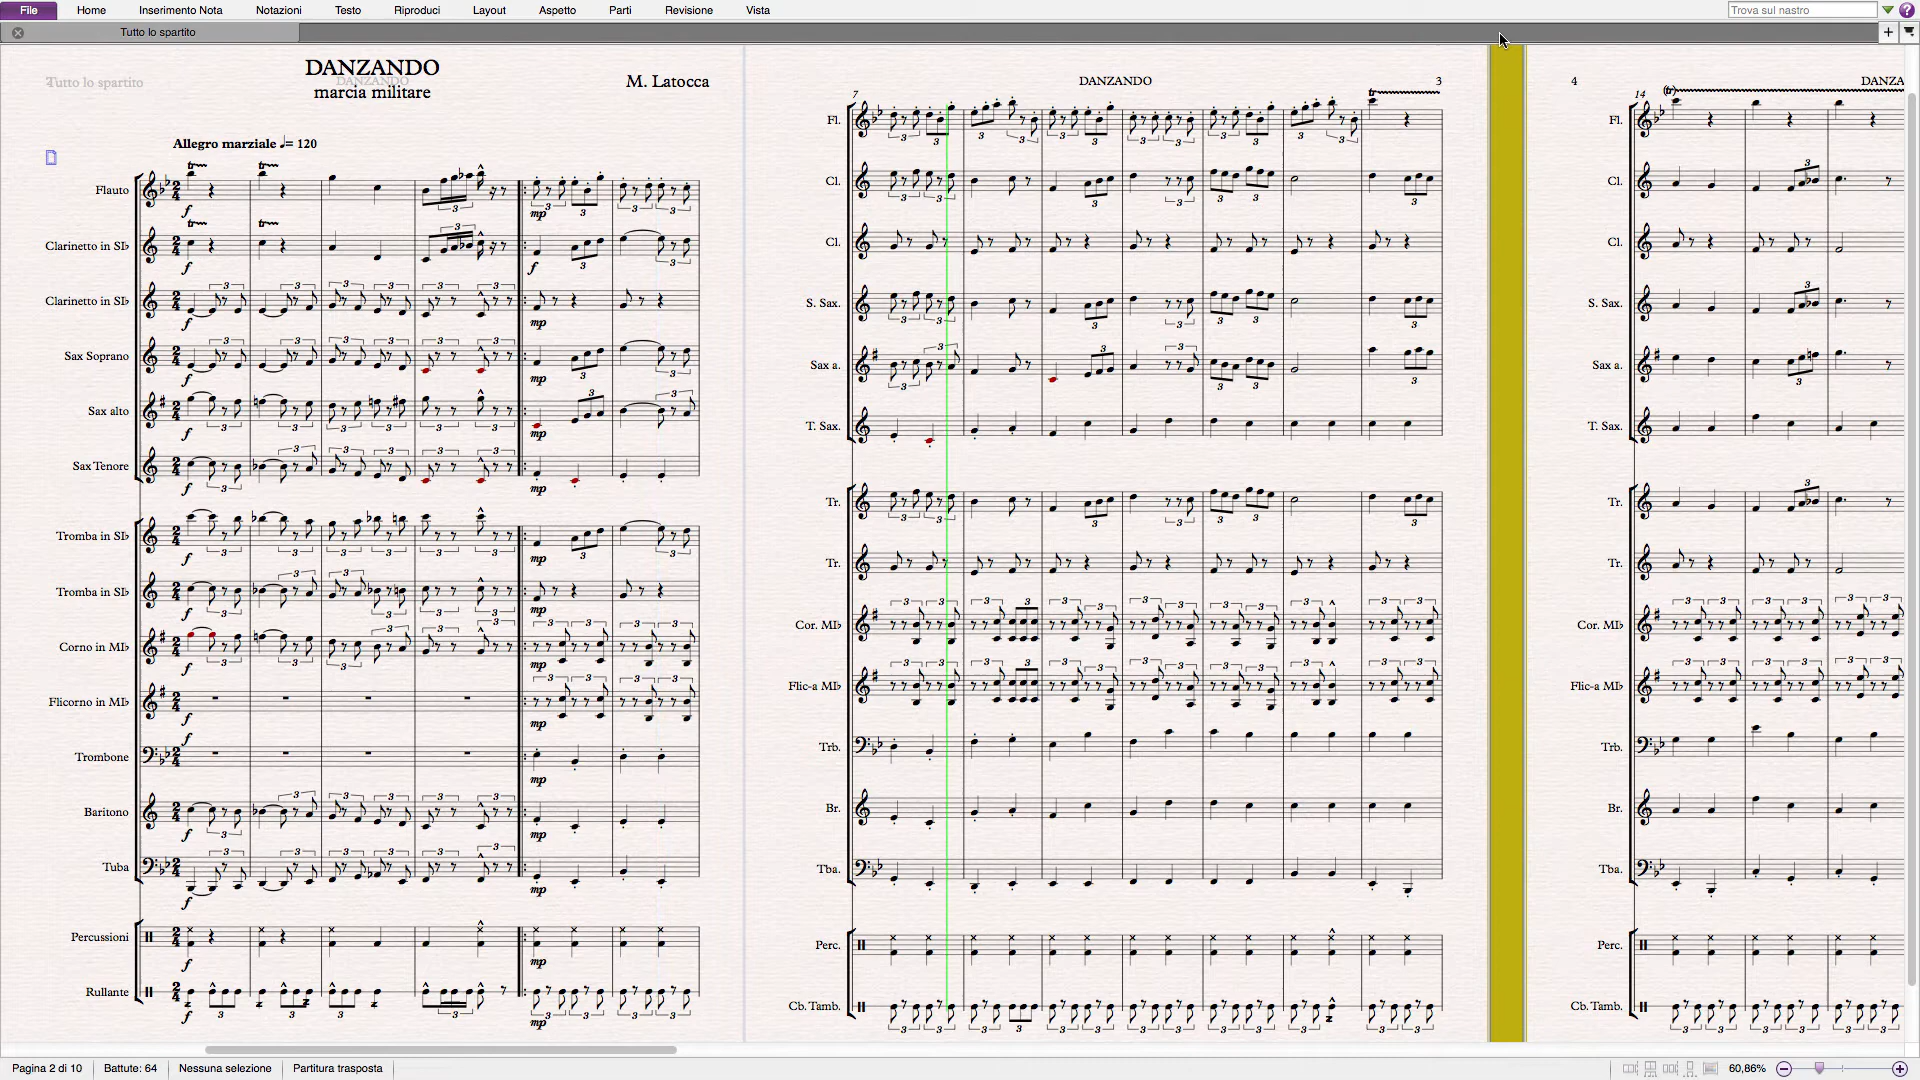 File Home Inserimento Nota Notazioni Testo Riproduci Layout Aspetto Parti Revisione Vista Trova sul nastro ?
Tutto lo spartito +
Tutto lo spartito
DANZANDO
marcia militare
M. Latocca
Allegro marziale ♩= 120
Flauto
Clarinetto in SI♭
Clarinetto in SI♭
Sax Soprano
Sax alto
Sax Tenore
Tromba in SI♭
Tromba in SI♭
Corno in MI♭
Flicorno in MI♭
Trombone
Baritono
Tuba
Percussioni
Rullante
DANZANDO 3
7
Fl.
Cl.
Cl.
S. Sax.
Sax a.
T. Sax.
Tr.
Tr.
Cor. MI♭
Flic-a MI♭
Trb.
Br.
Tba.
Perc.
Cb. Tamb.
4 DANZA
14
Fl.
Cl.
Cl.
S. Sax.
Sax a.
T. Sax.
Tr.
Tr.
Cor. MI♭
Flic-a MI♭
Trb.
Br.
Tba.
Perc.
Cb. Tamb.
Pagina 2 di 10 Battute: 64 Nessuna selezione Partitura trasposta 60,86%